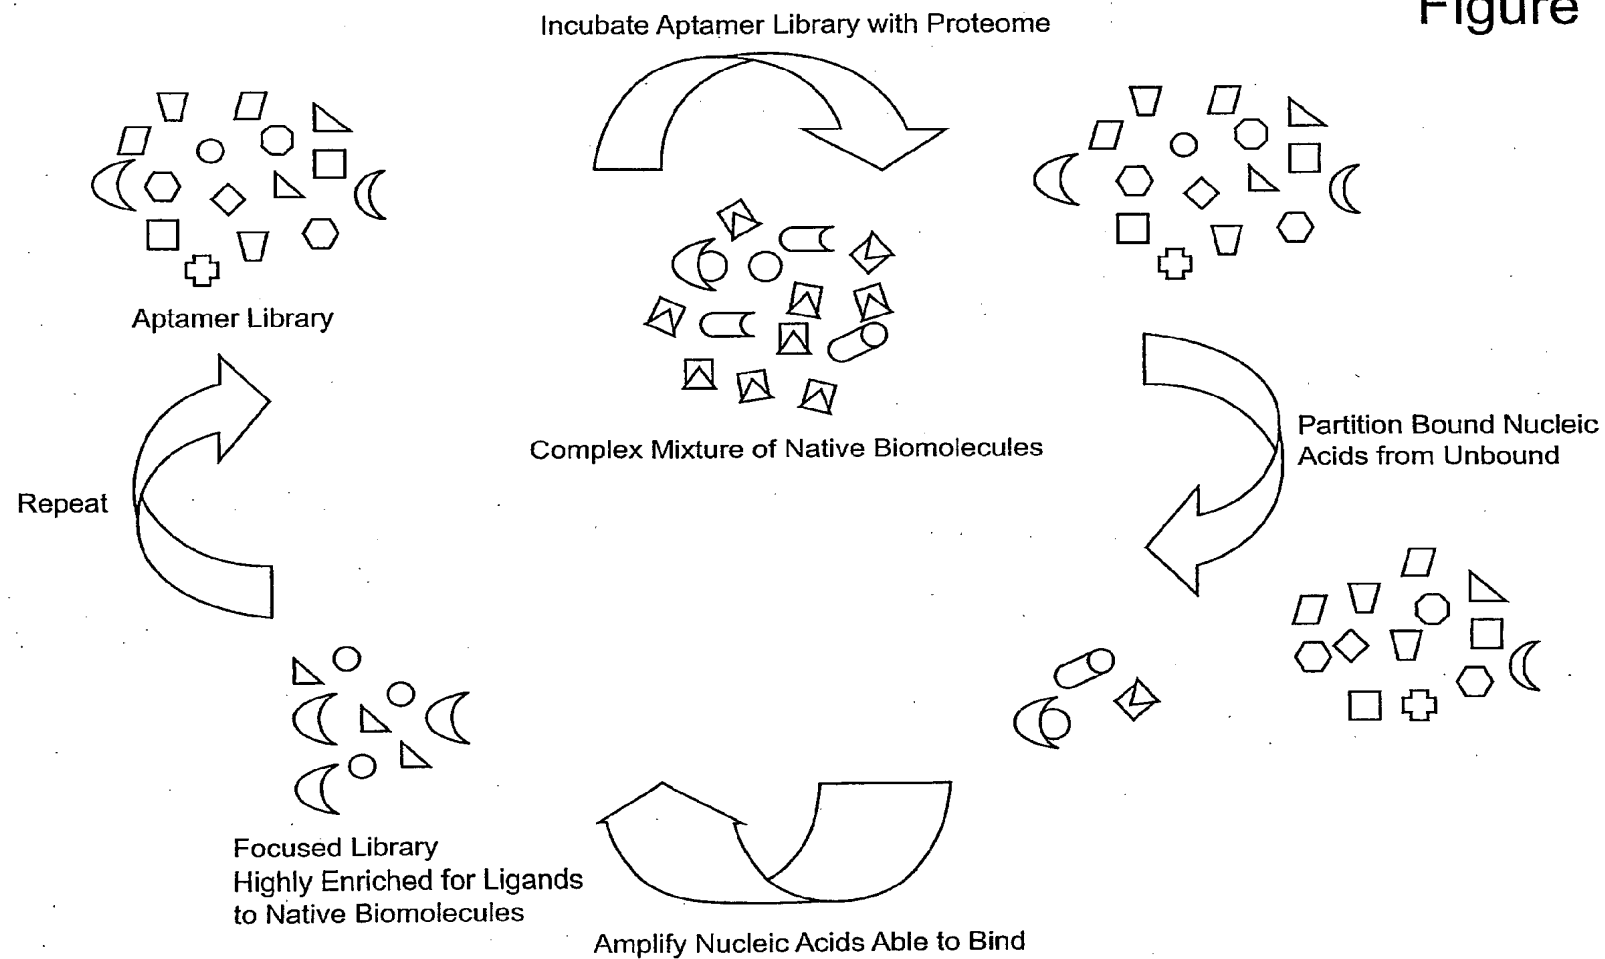 Figure
Incubate Aptamer Library with Proteome
Aptamer Library
Complex Mixture of Native Biomolecules
Partition Bound Nucleic
Acids from Unbound
Repeat
Focused Library
Highly Enriched for Ligands
to Native Biomolecules
Amplify Nucleic Acids Able to Bind